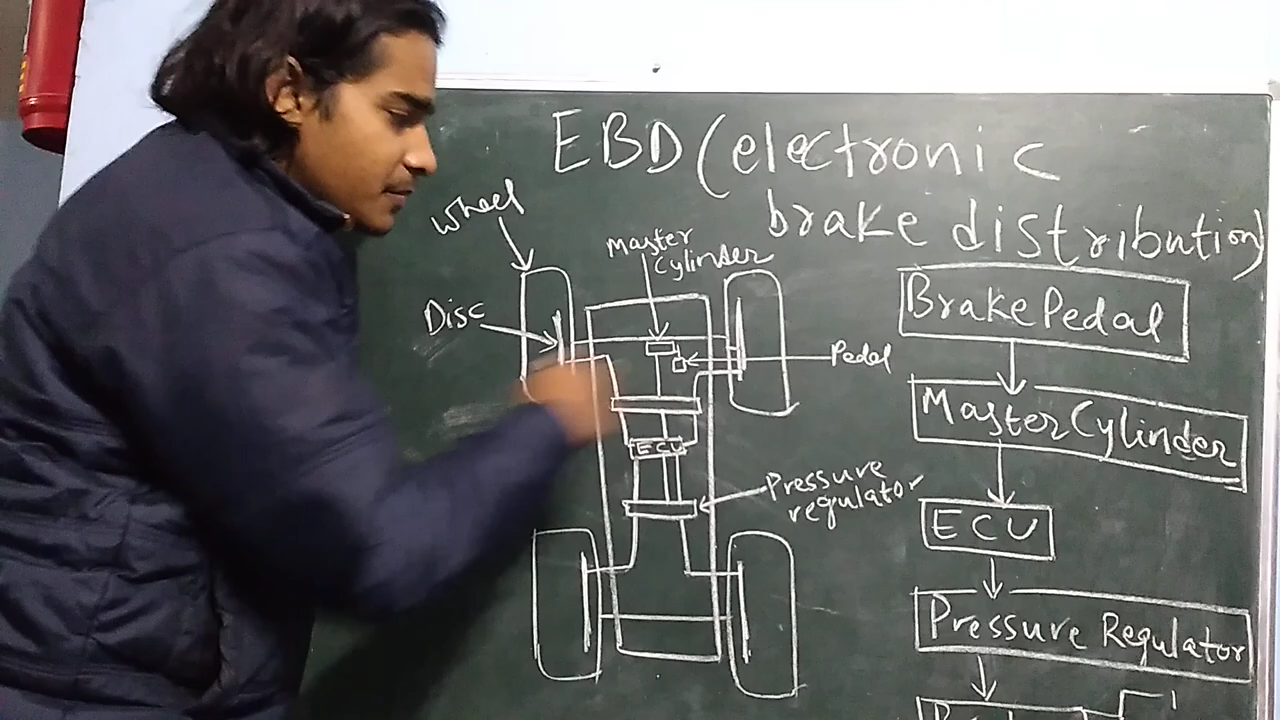 EBD (electronic
brake distribution)
Wheel
Master
Cylinder
Disc
Pedal
ECU
Pressure
regulator
Brake Pedal
Master Cylinder
ECU
Pressure Regulator